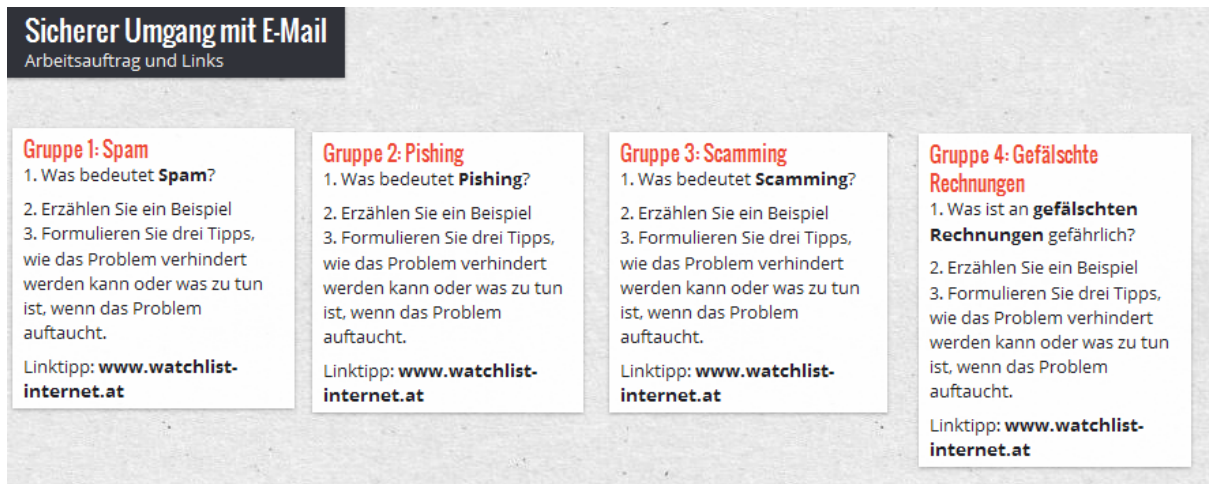 Sicherer Umgang mit E-Mail
Arbeitsauftrag und Links
Gruppe 1: Spam
1. Was bedeutet Spam?
2. Erzählen Sie ein Beispiel
3. Formulieren Sie drei Tipps,
wie das Problem verhindert
werden kann oder was zu tun
ist, wenn das Problem
auftaucht.
Linktipp: www.watchlist-
internet.at
Gruppe 2: Pishing
1. Was bedeutet Pishing?
2. Erzählen Sie ein Beispiel
3. Formulieren Sie drei Tipps,
wie das Problem verhindert
werden kann oder was zu tun
ist, wenn das Problem
auftaucht.
Linktipp: www.watchlist-
internet.at
Gruppe 3: Scamming
1. Was bedeutet Scamming?
2. Erzählen Sie ein Beispiel
3. Formulieren Sie drei Tipps,
wie das Problem verhindert
werden kann oder was zu tun
ist, wenn das Problem
auftaucht.
Linktipp: www.watchlist-
internet.at
Gruppe 4: Gefälschte
Rechnungen
1. Was ist an gefälschten
Rechnungen gefährlich?
2. Erzählen Sie ein Beispiel
3. Formulieren Sie drei Tipps,
wie das Problem verhindert
werden kann oder was zu tun
ist, wenn das Problem
auftaucht.
Linktipp: www.watchlist-
internet.at